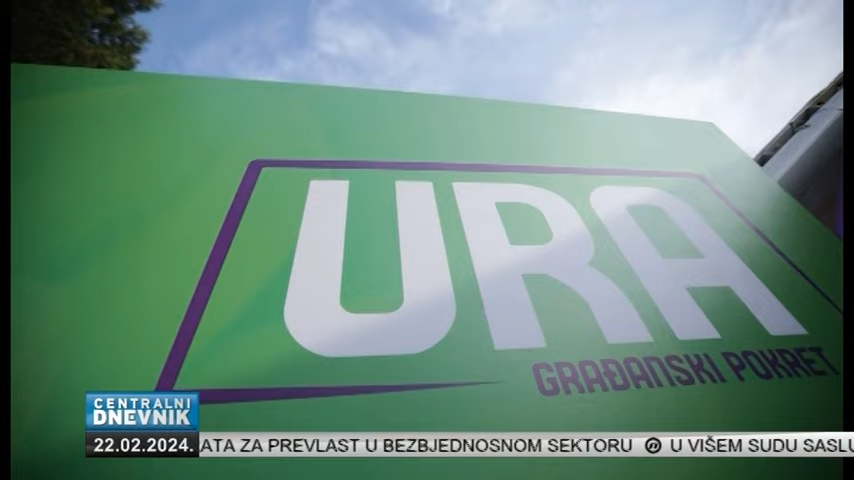 URA
GRAĐANSKI POKRET
CENTRALNI
DNEVNIK
22.02.2024. ATA ZA PREVLAST U BEZBJEDNOSNOM SEKTORU U VIŠEM SUDU SASLU